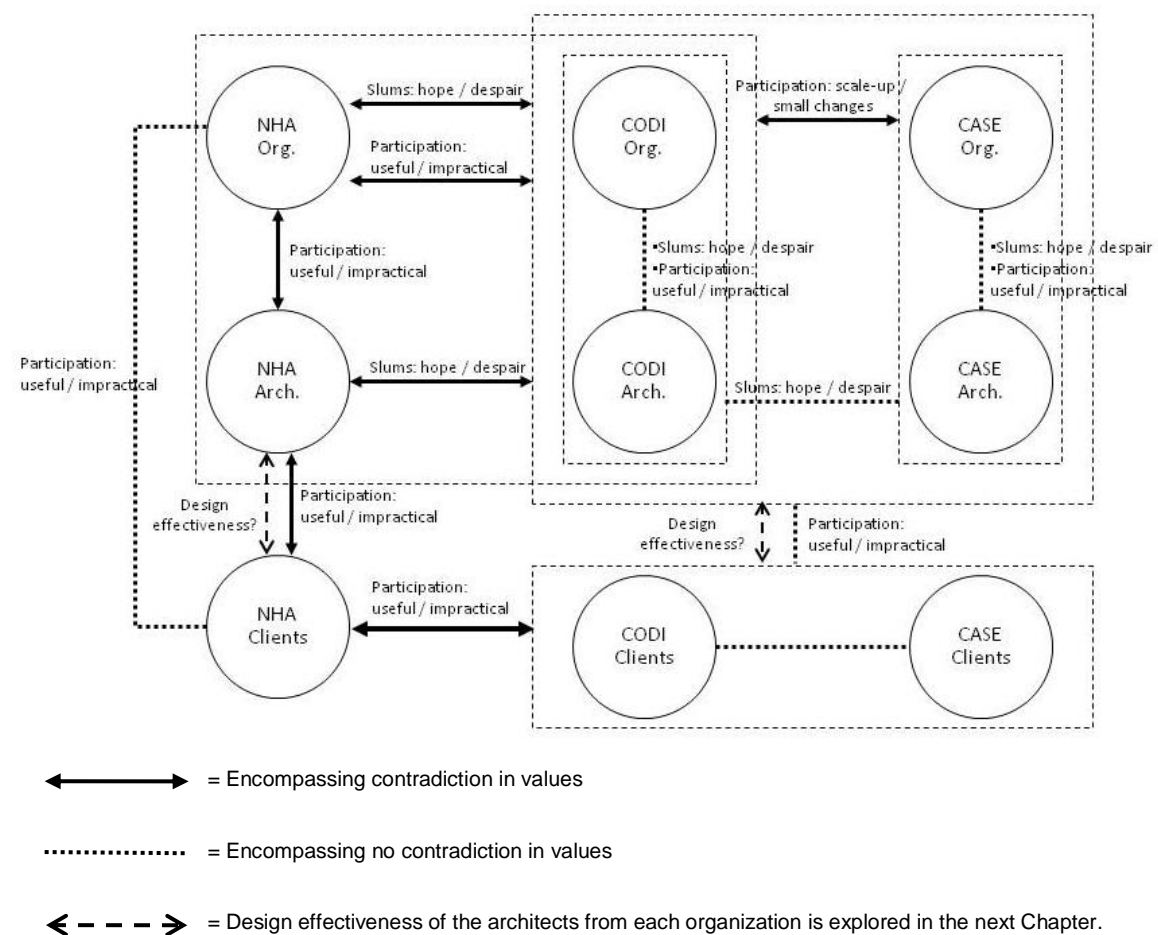 Slums: hope / despair
Participation: scale-up /
small changes
NHA
Org.
CODI
Org.
CASE
Org.
Participation:
useful / impractical
Participation:
useful / impractical
▪Slums: hope / despair
▪Participation:
useful / impractical
▪Slums: hope / despair
▪Participation:
useful / impractical
Participation:
useful / impractical
NHA
Arch.
Slums: hope / despair
CODI
Arch.
Slums: hope / despair
CASE
Arch.
Design
effectiveness?
Participation:
useful / impractical
Design
effectiveness?
Participation:
useful / impractical
NHA
Clients
Participation:
useful / impractical
CODI
Clients
CASE
Clients
= Encompassing contradiction in values
= Encompassing no contradiction in values
= Design effectiveness of the architects from each organization is explored in the next Chapter.